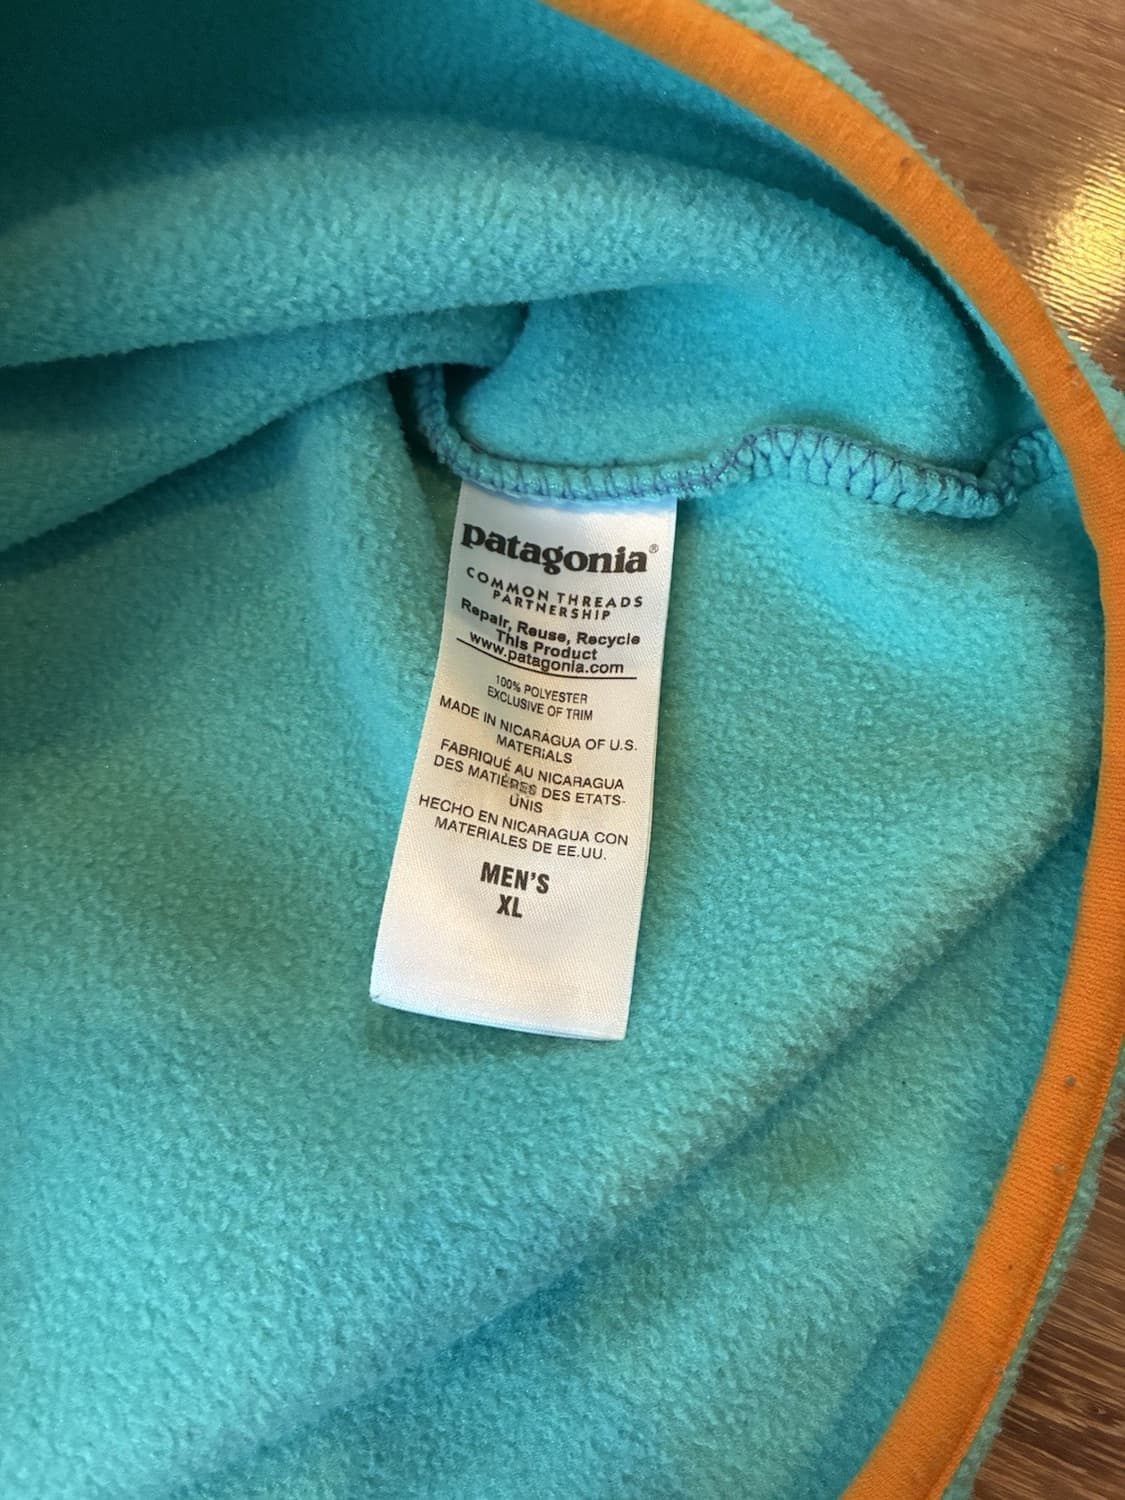 patagonia®
COMMON THREADS
PARTNERSHIP
Repair, Reuse, Recycle
This Product
www.patagonia.com
100% POLYESTER
EXCLUSIVE OF TRIM
MADE IN NICARAGUA OF U.S.
MATERIALS
FABRIQUÉ AU NICARAGUA
DES MATIÈRES DES ETATS-
UNIS
HECHO EN NICARAGUA CON
MATERIALES DE EE.UU.
MEN'S
XL